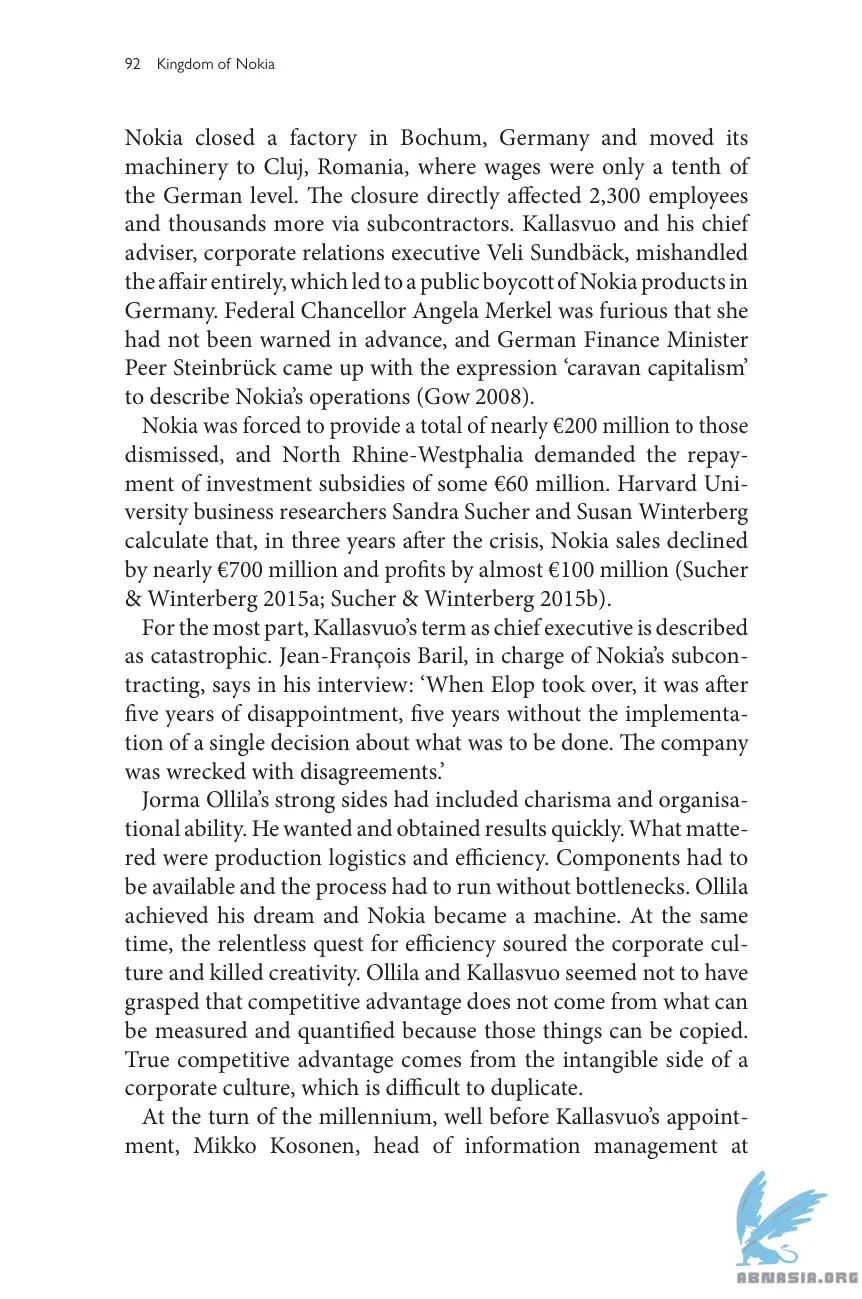 92 Kingdom of Nokia
Nokia closed a factory in Bochum, Germany and moved its
machinery to Cluj, Romania, where wages were only a tenth of
the German level. The closure directly affected 2,300 employees
and thousands more via subcontractors. Kallasvuo and his chief
adviser, corporate relations executive Veli Sundbäck, mishandled
the affair entirely, which led to a public boycott of Nokia products in
Germany. Federal Chancellor Angela Merkel was furious that she
had not been warned in advance, and German Finance Minister
Peer Steinbrück came up with the expression ‘caravan capitalism’
to describe Nokia’s operations (Gow 2008).
Nokia was forced to provide a total of nearly €200 million to those
dismissed, and North Rhine-Westphalia demanded the repay-
ment of investment subsidies of some €60 million. Harvard Uni-
versity business researchers Sandra Sucher and Susan Winterberg
calculate that, in three years after the crisis, Nokia sales declined
by nearly €700 million and profits by almost €100 million (Sucher
& Winterberg 2015a; Sucher & Winterberg 2015b).
For the most part, Kallasvuo’s term as chief executive is described
as catastrophic. Jean-François Baril, in charge of Nokia’s subcon-
tracting, says in his interview: ‘When Elop took over, it was after
five years of disappointment, five years without the implementa-
tion of a single decision about what was to be done. The company
was wrecked with disagreements.’
Jorma Ollila’s strong sides had included charisma and organisa-
tional ability. He wanted and obtained results quickly. What matte-
red were production logistics and efficiency. Components had to
be available and the process had to run without bottlenecks. Ollila
achieved his dream and Nokia became a machine. At the same
time, the relentless quest for efficiency soured the corporate cul-
ture and killed creativity. Ollila and Kallasvuo seemed not to have
grasped that competitive advantage does not come from what can
be measured and quantified because those things can be copied.
True competitive advantage comes from the intangible side of a
corporate culture, which is difficult to duplicate.
At the turn of the millennium, well before Kallasvuo’s appoint-
ment, Mikko Kosonen, head of information management at
ABNASIA.ORG